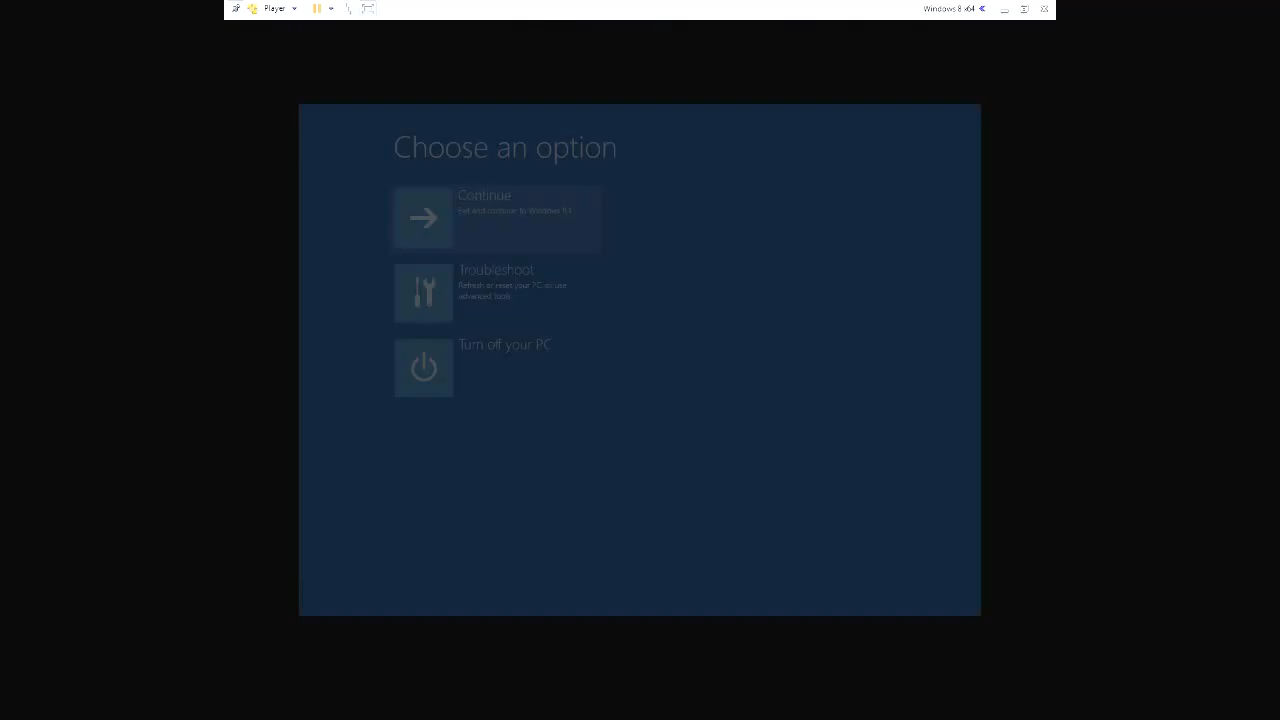 Player
Windows 8 x64
Choose an option
Continue
Exit and continue to Windows 8.1
Troubleshoot
Refresh or reset your PC, or use
advanced tools
Turn off your PC